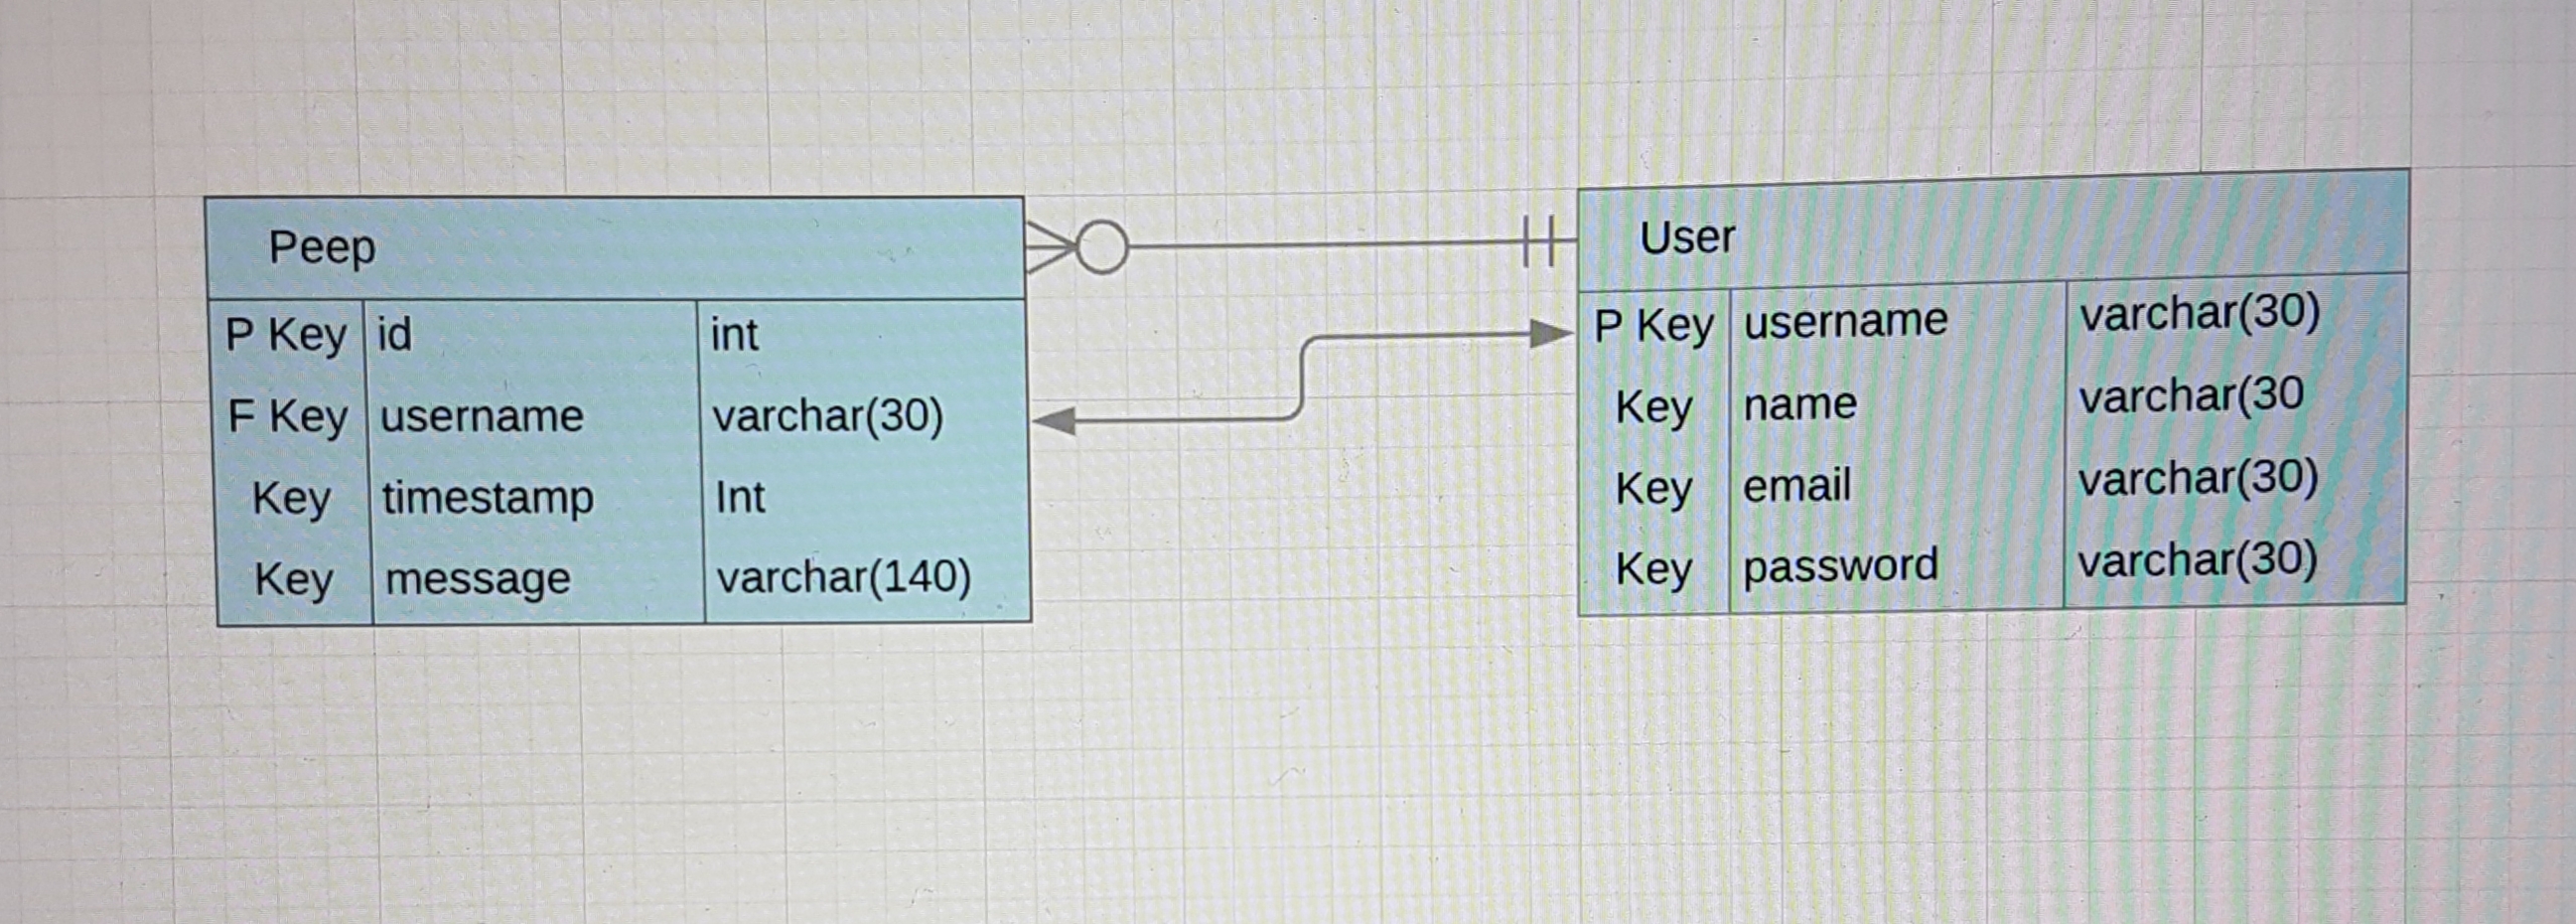 Peep
P Key id int
F Key username varchar(30)
Key timestamp Int
Key message varchar(140)
User
P Key username varchar(30)
Key name varchar(30
Key email varchar(30)
Key password varchar(30)